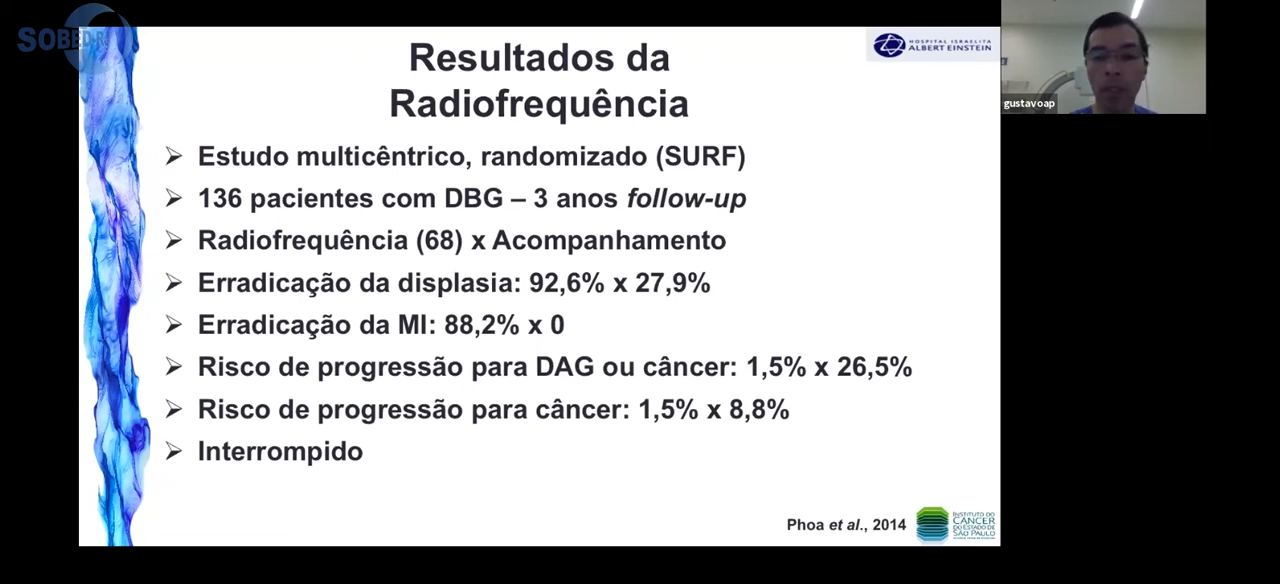 SOBED
HOSPITAL ISRAELITA
ALBERT EINSTEIN
gustavoap
Resultados da
Radiofrequência
Estudo multicêntrico, randomizado (SURF)
136 pacientes com DBG – 3 anos follow-up
Radiofrequência (68) x Acompanhamento
Erradicação da displasia: 92,6% x 27,9%
Erradicação da MI: 88,2% x 0
Risco de progressão para DAG ou câncer: 1,5% x 26,5%
Risco de progressão para câncer: 1,5% x 8,8%
Interrompido
Phoa et al., 2014
INSTITUTO DO
CÂNCER
DO ESTADO DE
SÃO PAULO